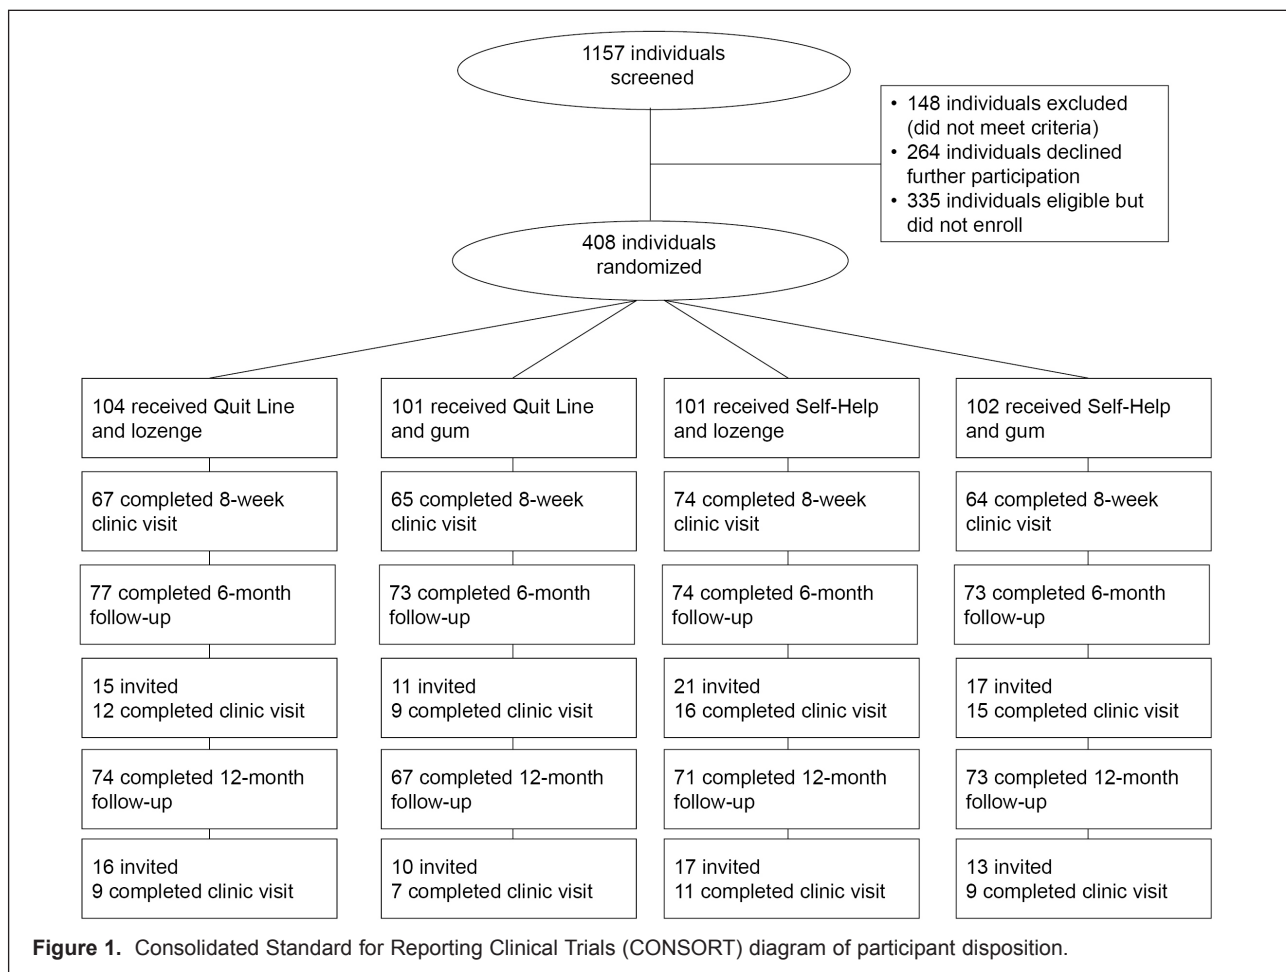 1157 individuals
screened
• 148 individuals excluded
(did not meet criteria)
• 264 individuals declined
further participation
• 335 individuals eligible but
did not enroll
408 individuals
randomized
104 received Quit Line
and lozenge
101 received Quit Line
and gum
101 received Self-Help
and lozenge
102 received Self-Help
and gum
67 completed 8-week
clinic visit
65 completed 8-week
clinic visit
74 completed 8-week
clinic visit
64 completed 8-week
clinic visit
77 completed 6-month
follow-up
73 completed 6-month
follow-up
74 completed 6-month
follow-up
73 completed 6-month
follow-up
15 invited
12 completed clinic visit
11 invited
9 completed clinic visit
21 invited
16 completed clinic visit
17 invited
15 completed clinic visit
74 completed 12-month
follow-up
67 completed 12-month
follow-up
71 completed 12-month
follow-up
73 completed 12-month
follow-up
16 invited
9 completed clinic visit
10 invited
7 completed clinic visit
17 invited
11 completed clinic visit
13 invited
9 completed clinic visit
Figure 1. Consolidated Standard for Reporting Clinical Trials (CONSORT) diagram of participant disposition.